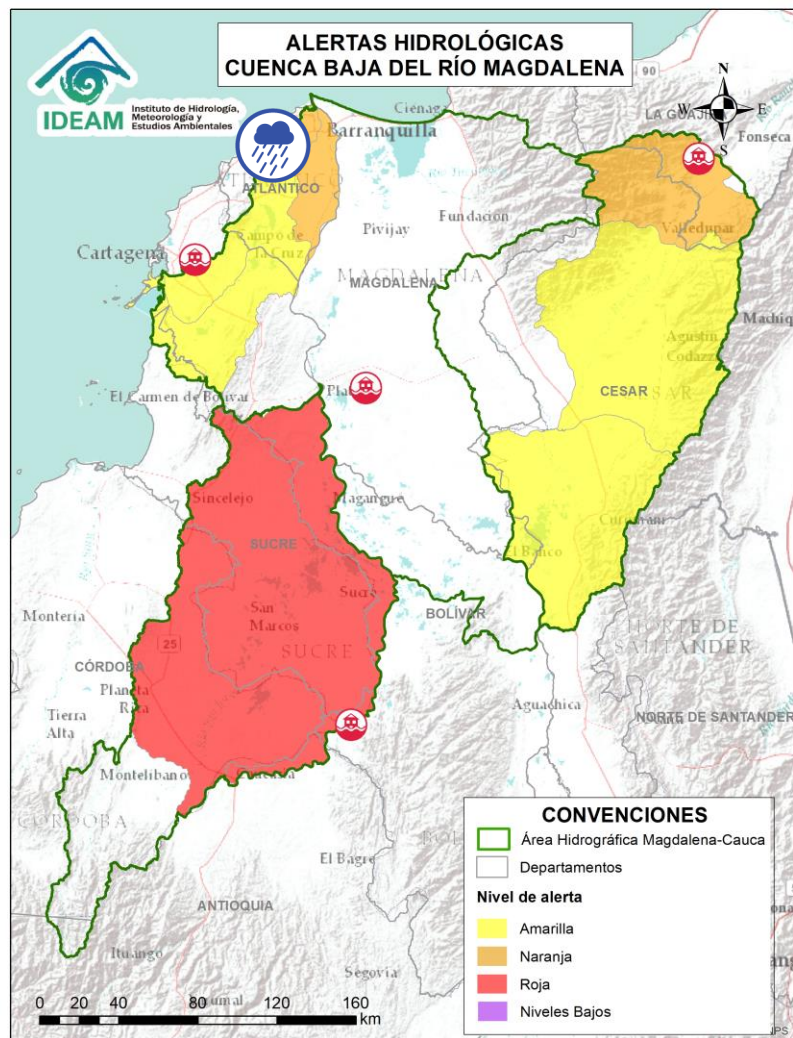 ALERTAS HIDROLÓGICAS
CUENCA BAJA DEL RÍO MAGDALENA
IDEAM
Instituto de Hidrología,
Meteorología y
Estudios Ambientales
90
N
W
E
S
LA GUAJIRA
Fonseca
Ciénaga
Barranquilla
ATLÁNTICO
Campo de
la Cruz
Fundación
Pivijay
Valledupar
Cartagena
MAGDALENA
MAGDALENA
Agustín
Codazzi
CESAR
El Carmen de Bolívar
Sincelejo
Magangué
SUCRE
El Banco
Sucre
San
Marcos
BOLÍVAR
SUCRE
Montería
25
NORTE DE
SANTANDER
CÓRDOBA
Planeta
Rica
Aguachica
NORTE DE SANTANDER
Tierra
Alta
Montelíbano
CÓRDOBA
El Bagre
ANTIOQUIA
Ituango
Segovia
CONVENCIONES
Área Hidrográfica Magdalena-Cauca
Departamentos
Nivel de alerta
Amarilla
Naranja
Roja
Niveles Bajos
0 20 40 80 120 160
km